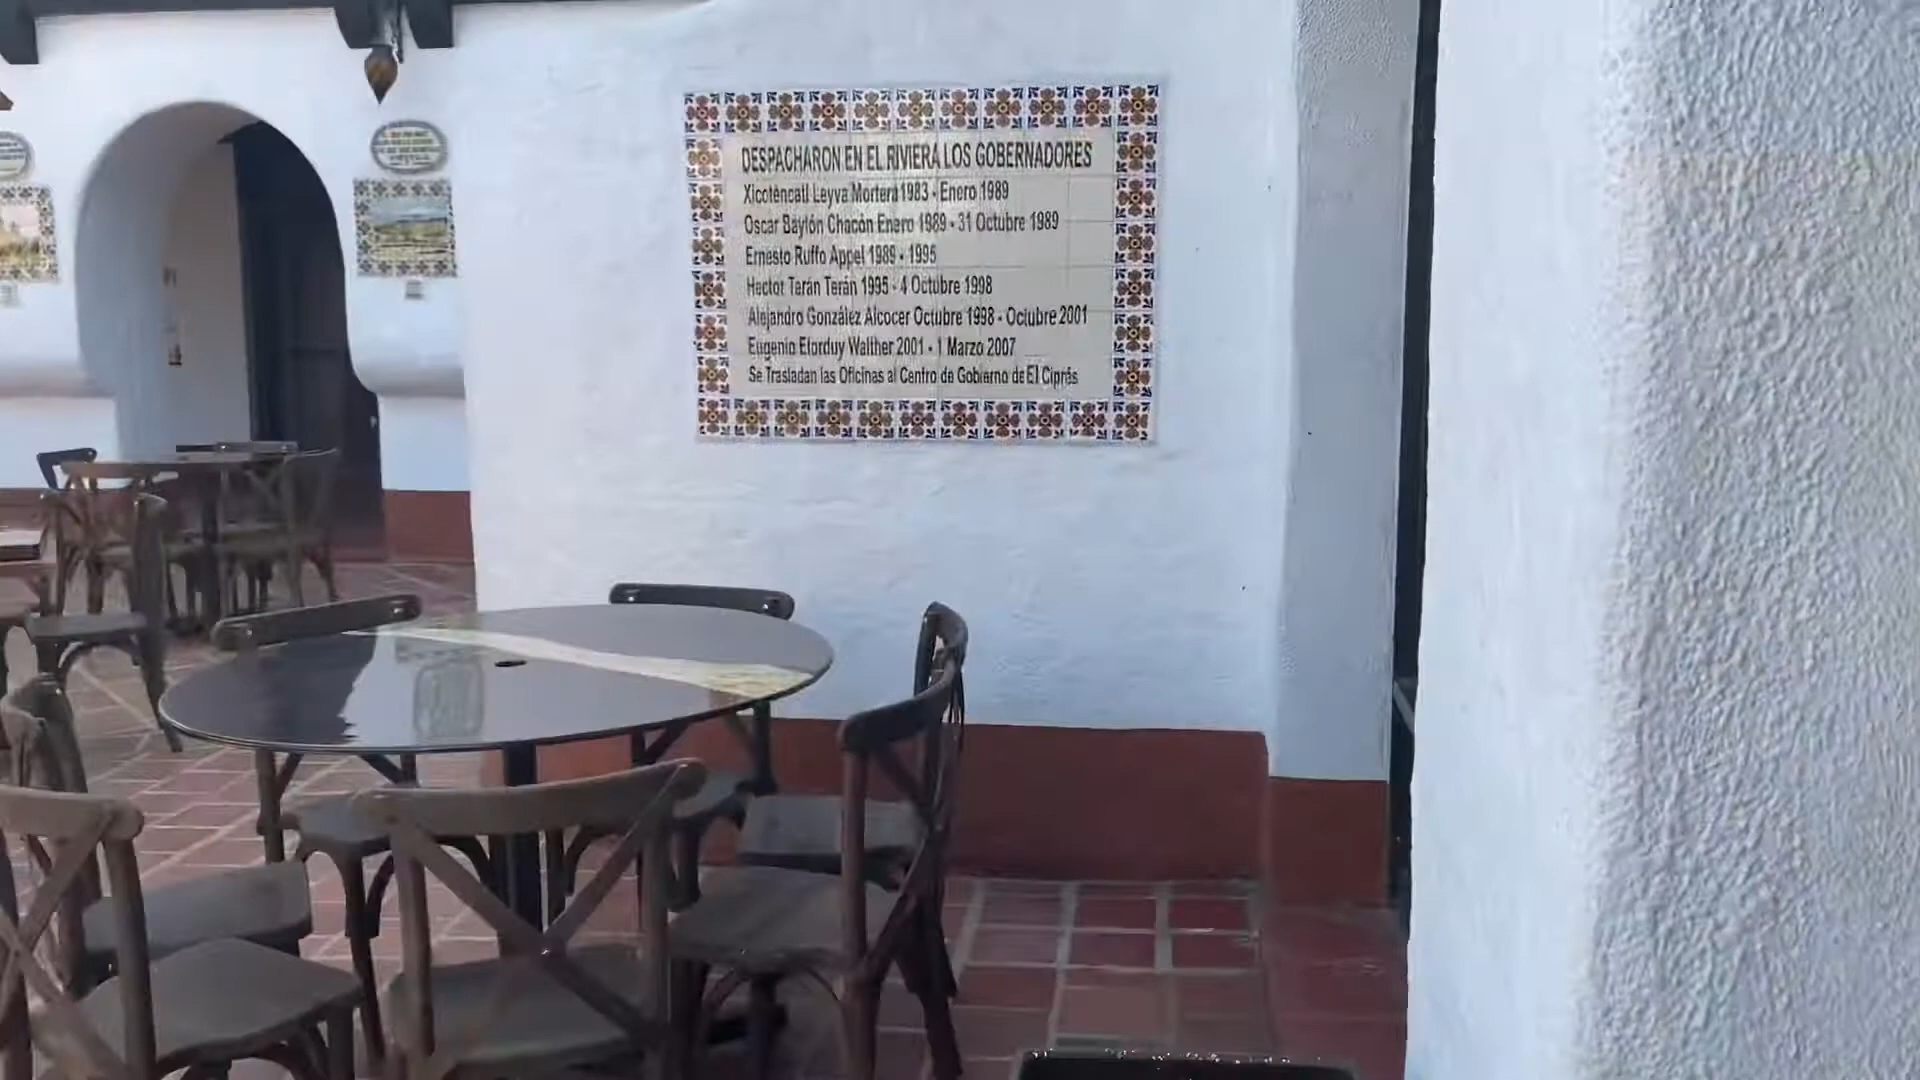 DESPACHARON EN EL RIVIERA LOS GOBERNADORES
Xicoténcatl Leyva Mortera 1983 - Enero 1989
Oscar Baylón Chacón Enero 1989 - 31 Octubre 1989
Ernesto Ruffo Appel 1989 - 1995
Hector Terán Terán 1995 - 4 Octubre 1998
Alejandro González Alcocer Octubre 1998 - Octubre 2001
Eugenio Elorduy Walther 2001 - 1 Marzo 2007
Se Trasladan las Oficinas al Centro de Gobierno de El Ciprés